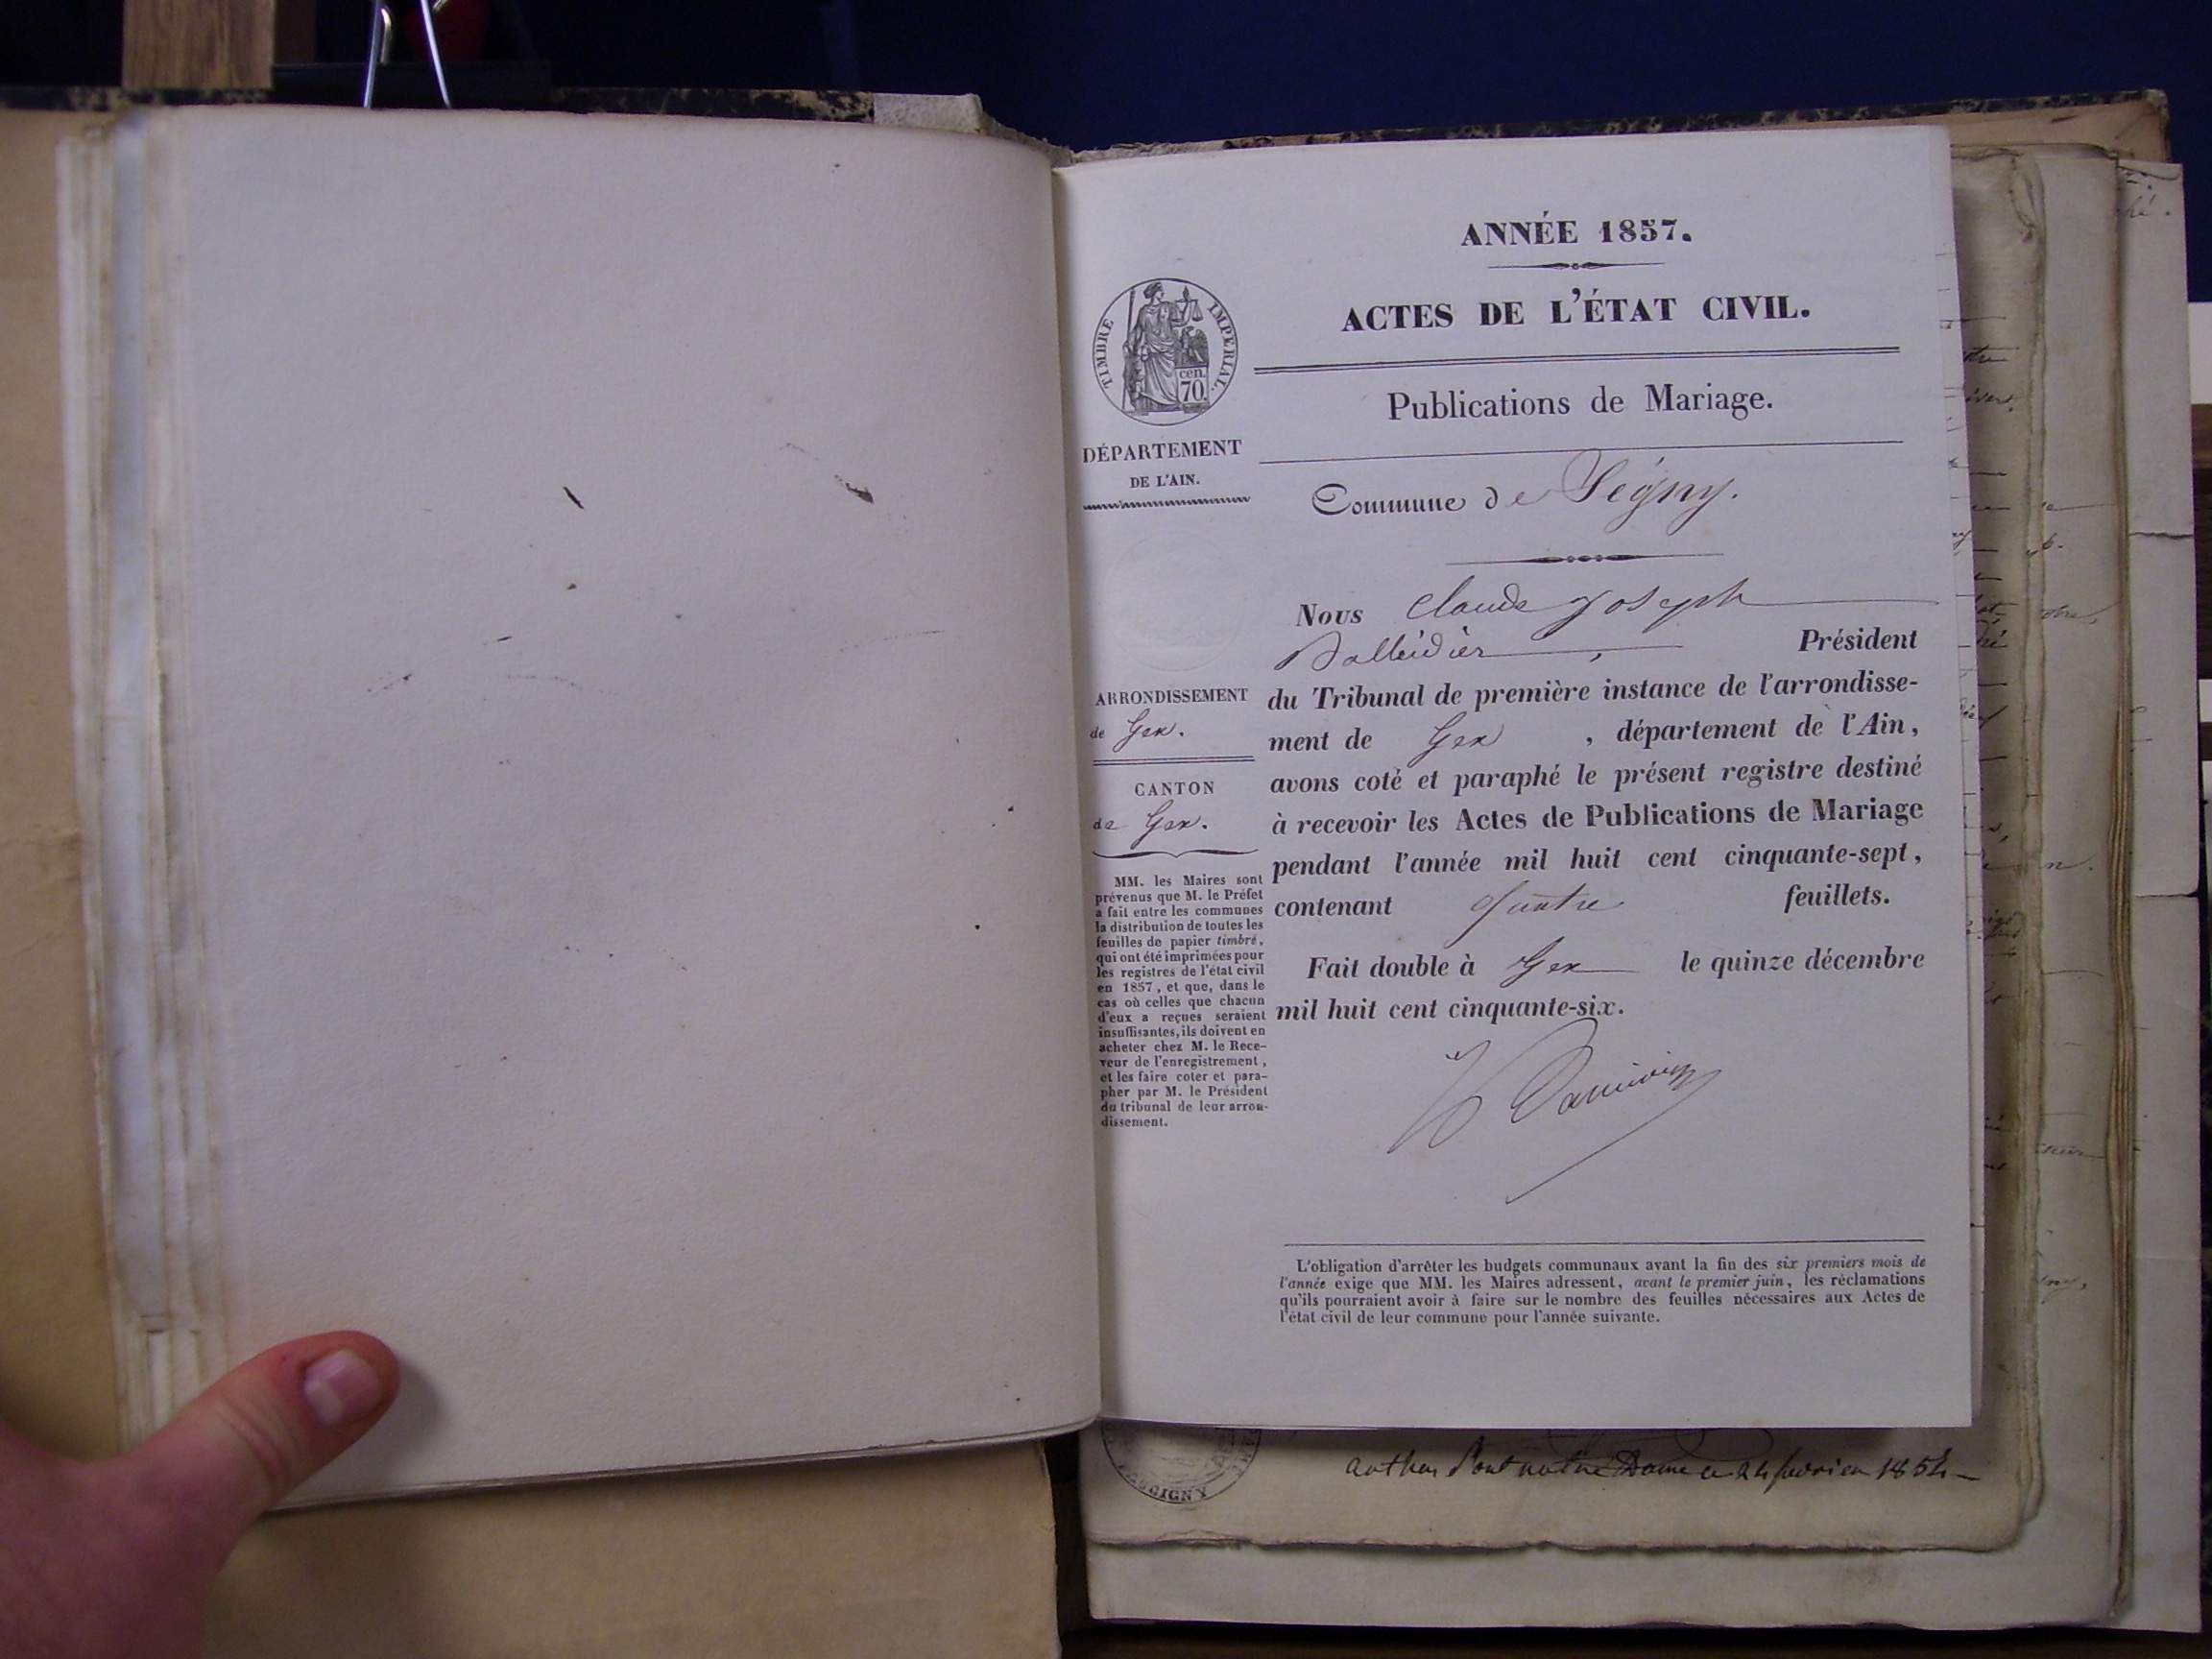 ANNÉE 1857.
ACTES DE L'ÉTAT CIVIL.
TIMBRE IMPERIAL.
cen.
70.
Publications de Mariage.
DÉPARTEMENT
DE L'AIN.
Commune de Ségny.
Nous Claude Joseph
Président
ARRONDISSEMENT
de Gex.
CANTON
de Gex.
du Tribunal de première instance de l'arrondisse-
ment de Gex , département de l'Ain,
avons coté et paraphé le présent registre destiné
à recevoir les Actes de Publications de Mariage
pendant l'année mil huit cent cinquante-sept,
contenant quatre feuillets.
Fait double à Gex le quinze décembre
mil huit cent cinquante-six.
MM. les Maires sont
prévenus que M. le Préfet
a fait entre les communes
la distribution de toutes les
feuilles de papier timbré,
qui ont été imprimées pour
les registres de l'état civil
en 1857, et que, dans le
cas où celles que chacun
d'eux a reçues seraient
insuffisantes, ils doivent en
acheter chez M. le Rece-
veur de l'enregistrement,
et les faire coter et para-
pher par M. le Président
du tribunal de leur arron-
dissement.
L'obligation d'arrêter les budgets communaux avant la fin des six premiers mois de
l'année exige que MM. les Maires adressent, avant le premier juin, les réclamations
qu'ils pourraient avoir à faire sur le nombre des feuilles nécessaires aux Actes de
l'état civil de leur commune pour l'année suivante.